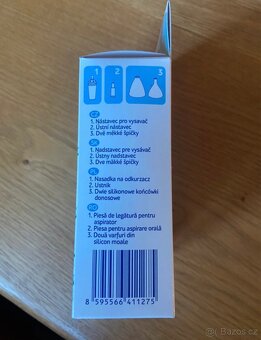 1 2 3
CZ
1. Nástavec pro vysavač
2. Ústní nástavec
3. Dvě měkké špičky
SK
1. Nadstavec pre vysávač
2. Ústny nadstavec
3. Dve mäkké špičky
PL
1. Nasadka na odkurzacz
2. Ustnik
3. Dwie silikonowe końcówki
donosowe
RO
1. Piesă de legătură pentru
aspirator
2. Piesa pentru aspirare orală
3. Două varfuri din
silicon moale
8 595566 411275
Bazoš.cz